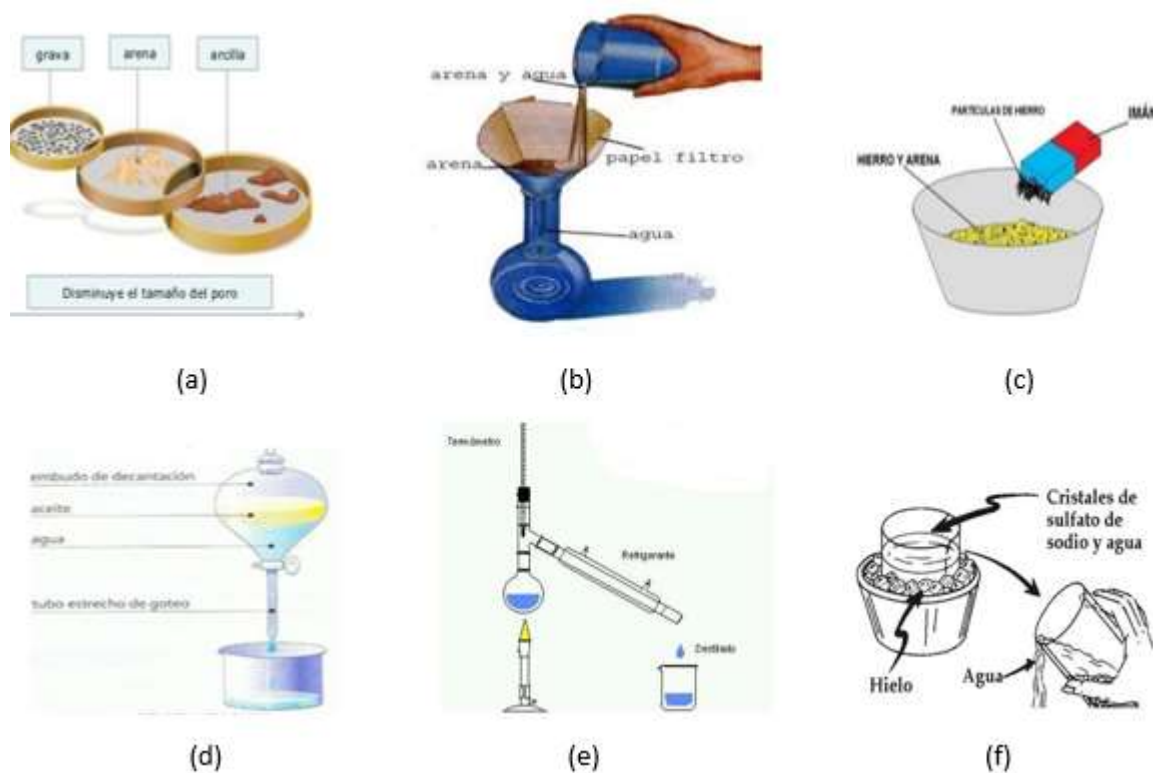 grava arena arcilla
Disminuye el tamaño del poro
(a)
arena y agua
arena
papel filtro
agua
(b)
PARTÍCULAS DE HIERRO
IMÁN
HIERRO Y ARENA
(c)
embudo de decantación
aceite
agua
tubo estrecho de goteo
(d)
Termómetro
Refrigerante
Destilado
(e)
Cristales de
sulfato de
sodio y agua
Hielo
Agua
(f)